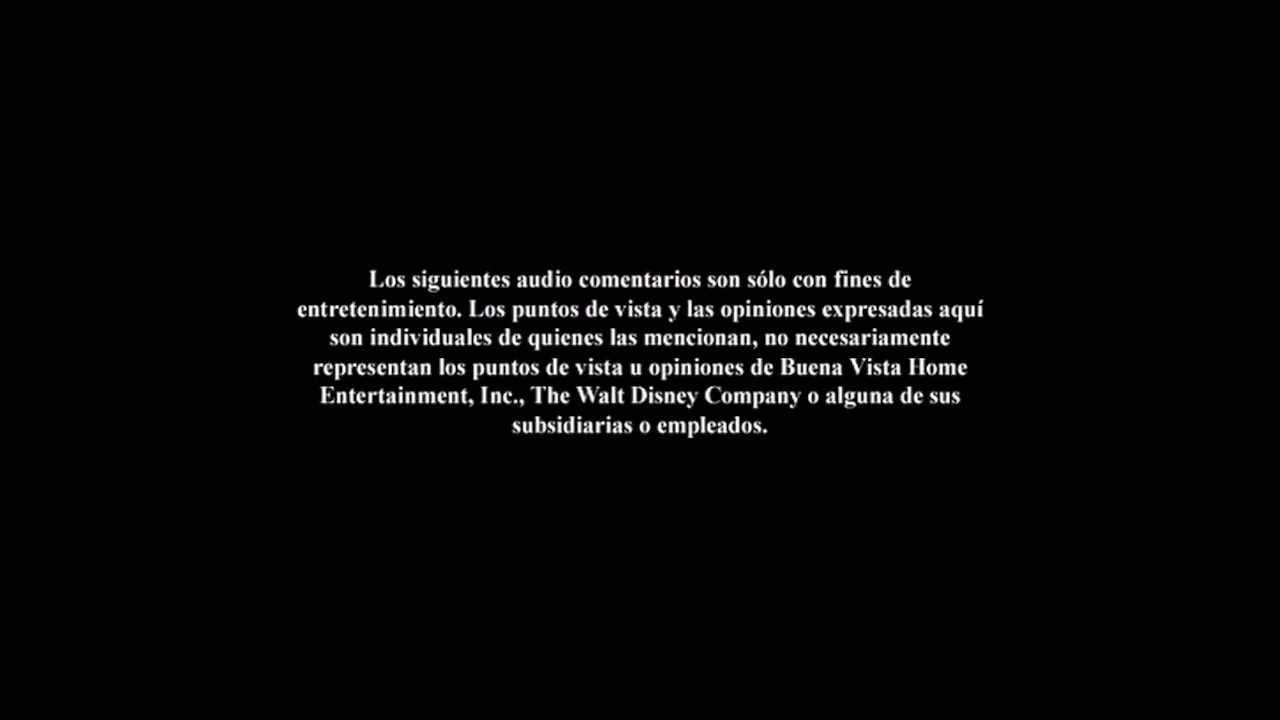 Los siguientes audio comentarios son sólo con fines de
entretenimiento. Los puntos de vista y las opiniones expresadas aquí
son individuales de quienes las mencionan, no necesariamente
representan los puntos de vista u opiniones de Buena Vista Home
Entertainment, Inc., The Walt Disney Company o alguna de sus
subsidiarias o empleados.